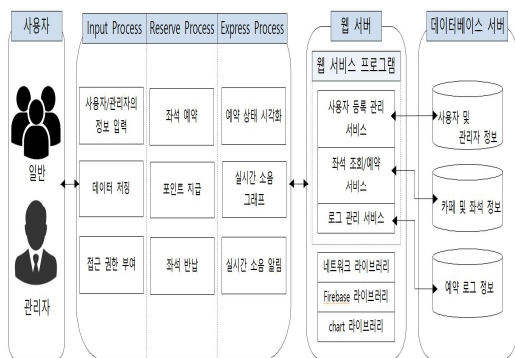 사용자
Input Process
Reserve Process
Express Process
웹 서버
데이터베이스 서버
일반
관리자
사용자/관리자의
정보 입력
데이터 저장
접근 권한 부여
좌석 예약
포인트 지급
좌석 반납
예약 상태 시각화
실시간 소음
그래프
실시간 소음 알림
웹 서비스 프로그램
사용자 등록 관리
서비스
좌석 조회/예약
서비스
로그 관리 서비스
네트워크 라이브러리
Firebase 라이브러리
chart 라이브러리
사용자 및
관리자 정보
카페 및 좌석 정보
예약 로그 정보